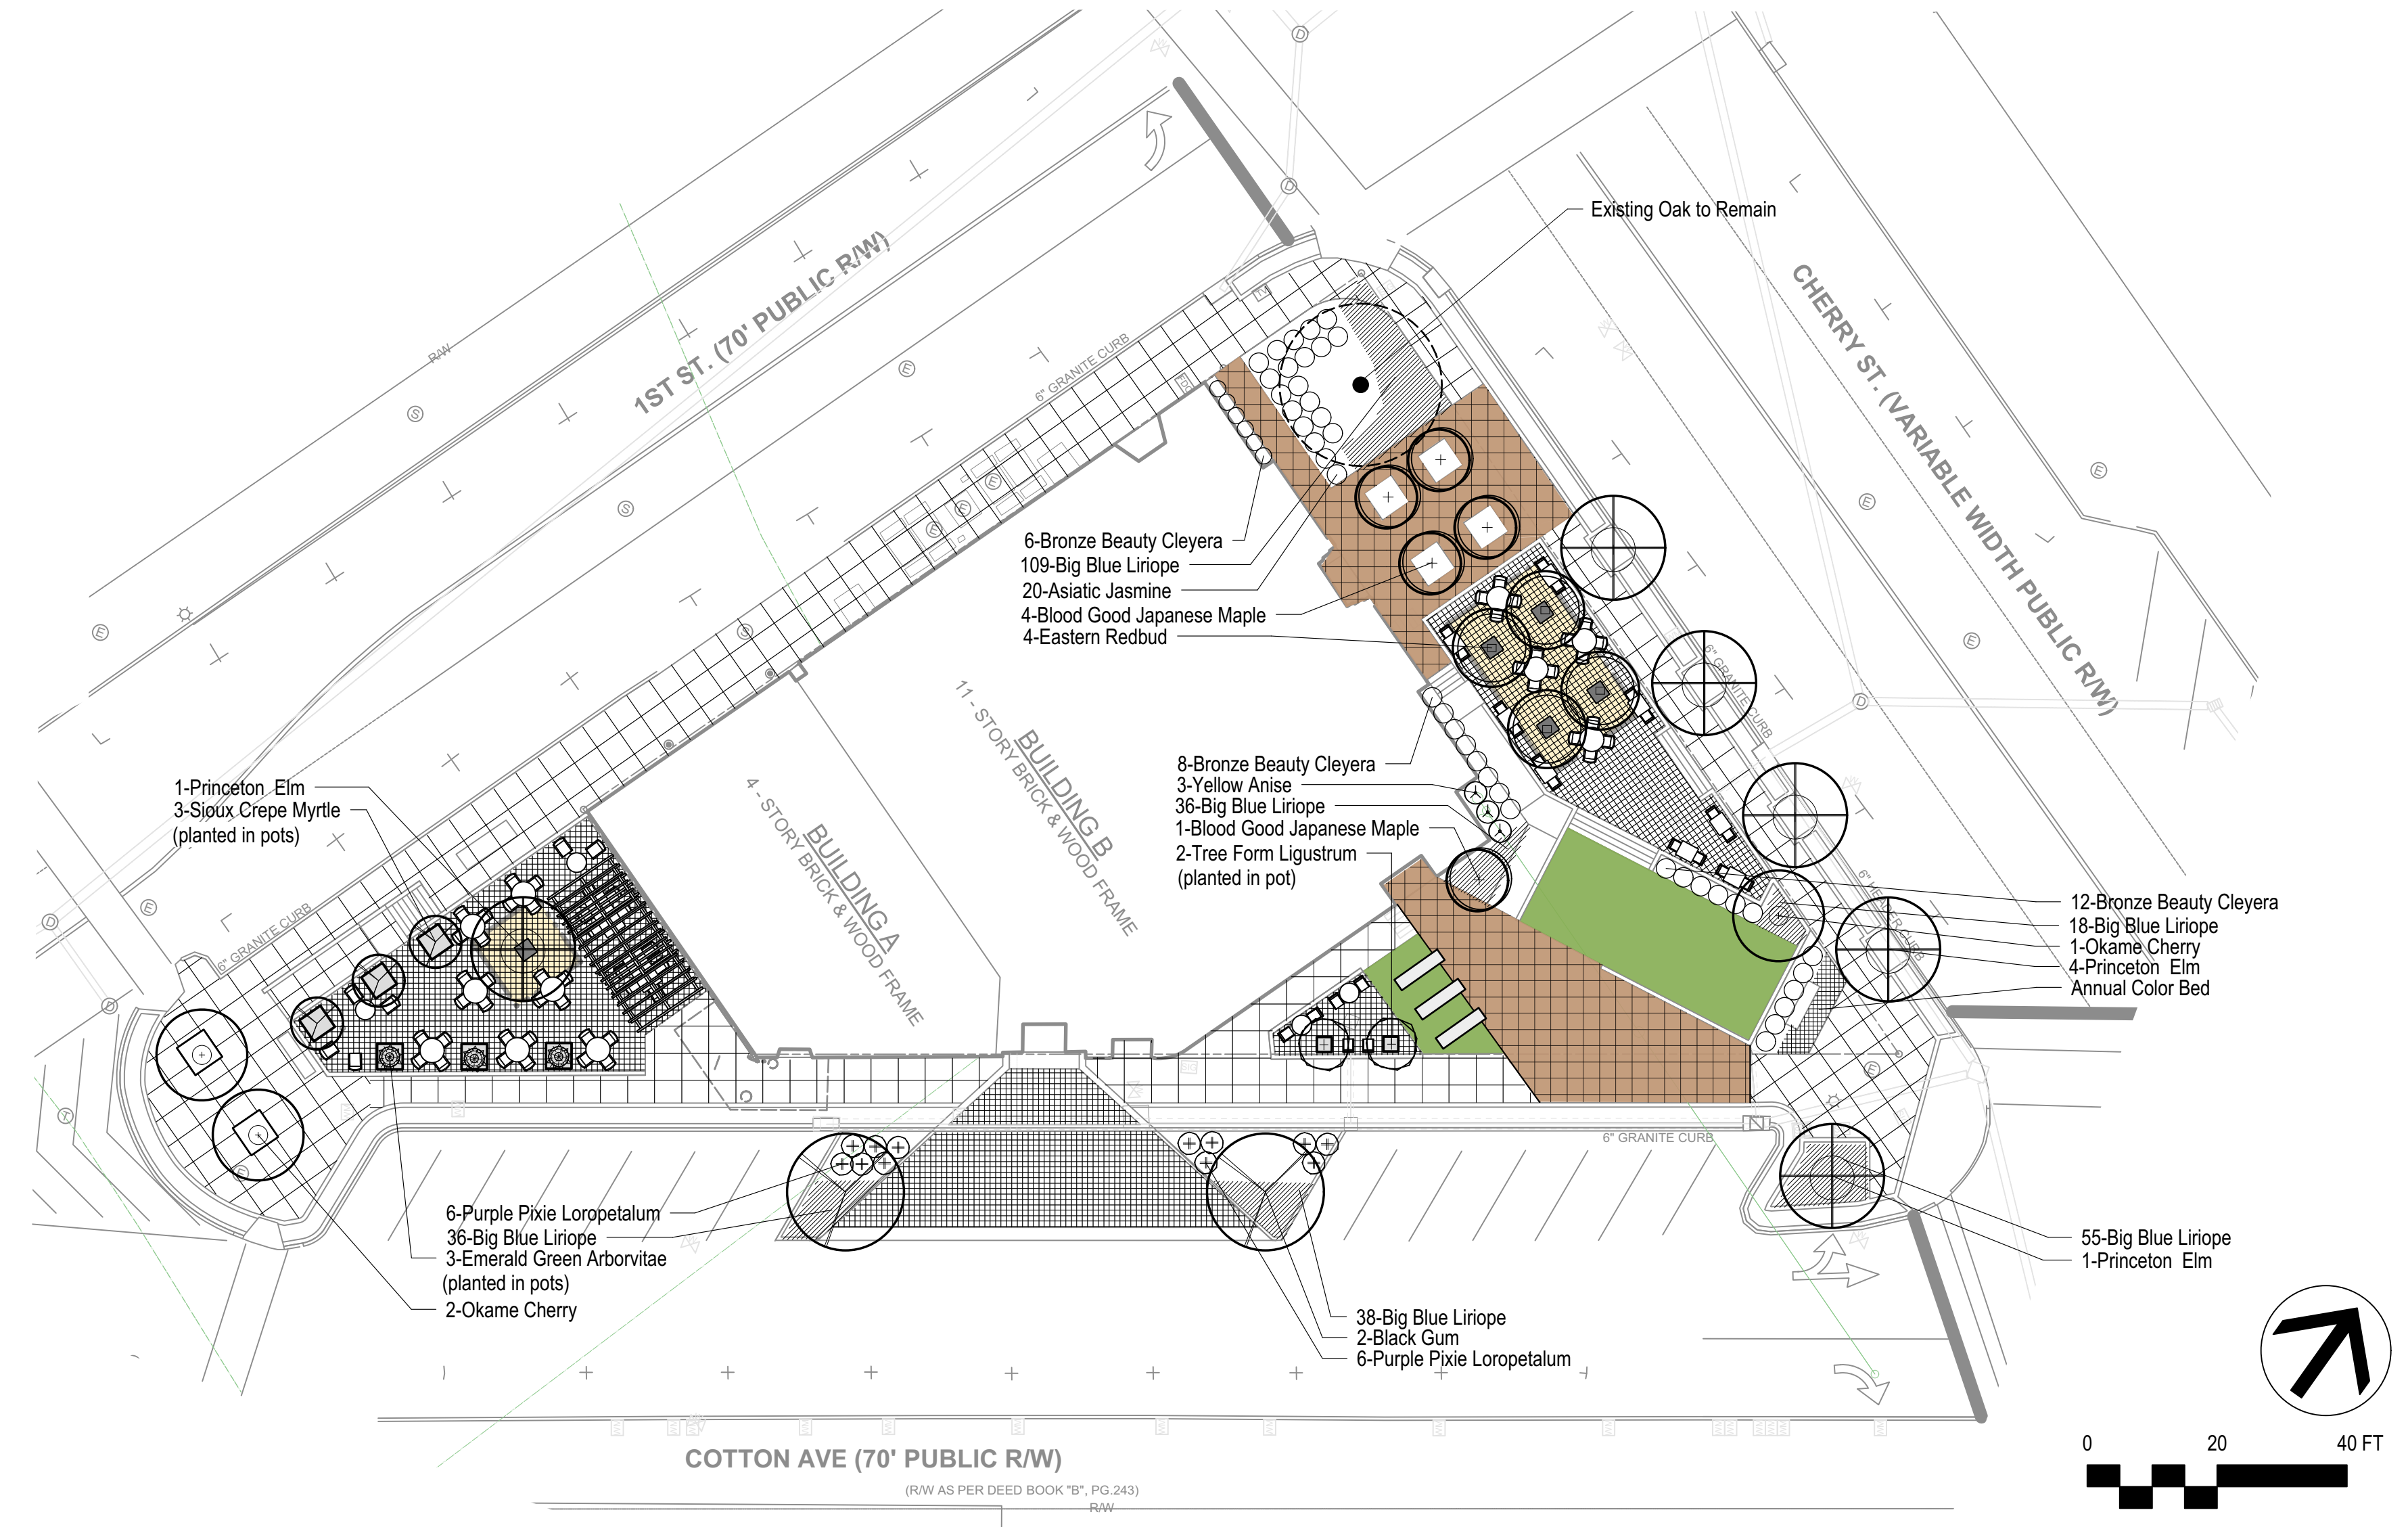 Existing Oak to Remain
1ST ST. (70' PUBLIC R/W)
R/W
6" GRANITE CURB
CHERRY ST. (VARIABLE WIDTH PUBLIC R/W)
FDC
6-Bronze Beauty Cleyera
109-Big Blue Liriope
20-Asiatic Jasmine
4-Blood Good Japanese Maple
4-Eastern Redbud
6" GRANITE CURB
BUILDING B
11 - STORY BRICK & WOOD FRAME
BUILDING A
4 - STORY BRICK & WOOD FRAME
8-Bronze Beauty Cleyera
3-Yellow Anise
36-Big Blue Liriope
1-Blood Good Japanese Maple
2-Tree Form Ligustrum
(planted in pot)
1-Princeton Elm
3-Sioux Crepe Myrtle
(planted in pots)
6" GRANITE CURB
6" HEADER CURB
12-Bronze Beauty Cleyera
18-Big Blue Liriope
1-Okame Cherry
4-Princeton Elm
Annual Color Bed
6" GRANITE CURB
6-Purple Pixie Loropetalum
36-Big Blue Liriope
3-Emerald Green Arborvitae
(planted in pots)
2-Okame Cherry
55-Big Blue Liriope
1-Princeton Elm
38-Big Blue Liriope
2-Black Gum
6-Purple Pixie Loropetalum
COTTON AVE (70' PUBLIC R/W)
(R/W AS PER DEED BOOK "B", PG.243)
R/W
0 20 40 FT